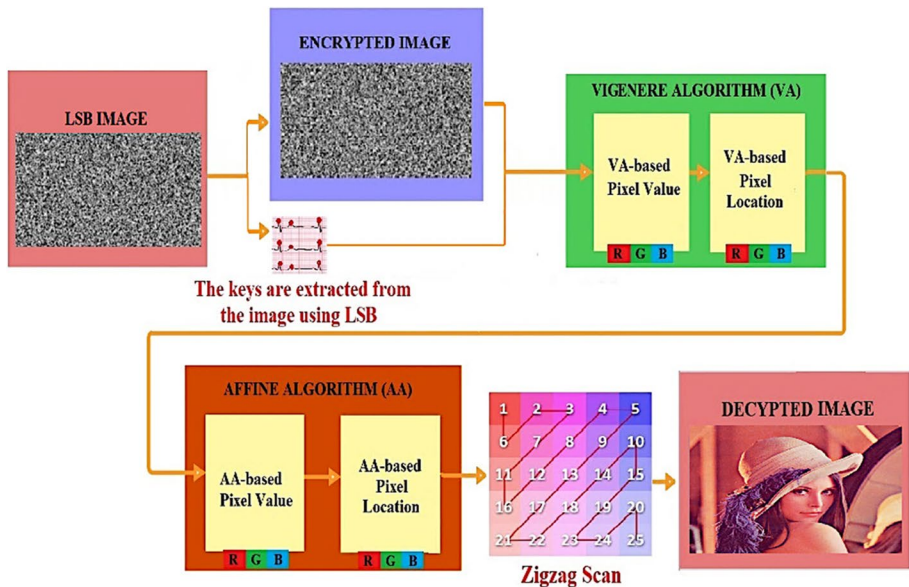 LSB IMAGE
ENCRYPTED IMAGE
The keys are extracted from
the image using LSB
VIGENERE ALGORITHM (VA)
VA-based
Pixel Value
R G B
VA-based
Pixel
Location
R G B
AFFINE ALGORITHM (AA)
AA-based
Pixel Value
R G B
AA-based
Pixel
Location
R G B
1 2 3 4 5
6 7 8 9 10
11 12 13 14 15
16 17 18 19 20
21 22 23 24 25
Zigzag Scan
DECYPTED IMAGE